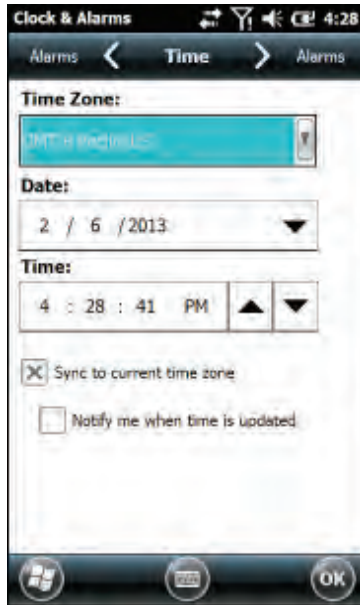 Clock & Alarms 4:28
Alarms Time Alarms
Time Zone:
Date:
2 / 6 /2013
Time:
4 : 28 : 41 PM
Sync to current time zone
Notify me when time is updated
OK